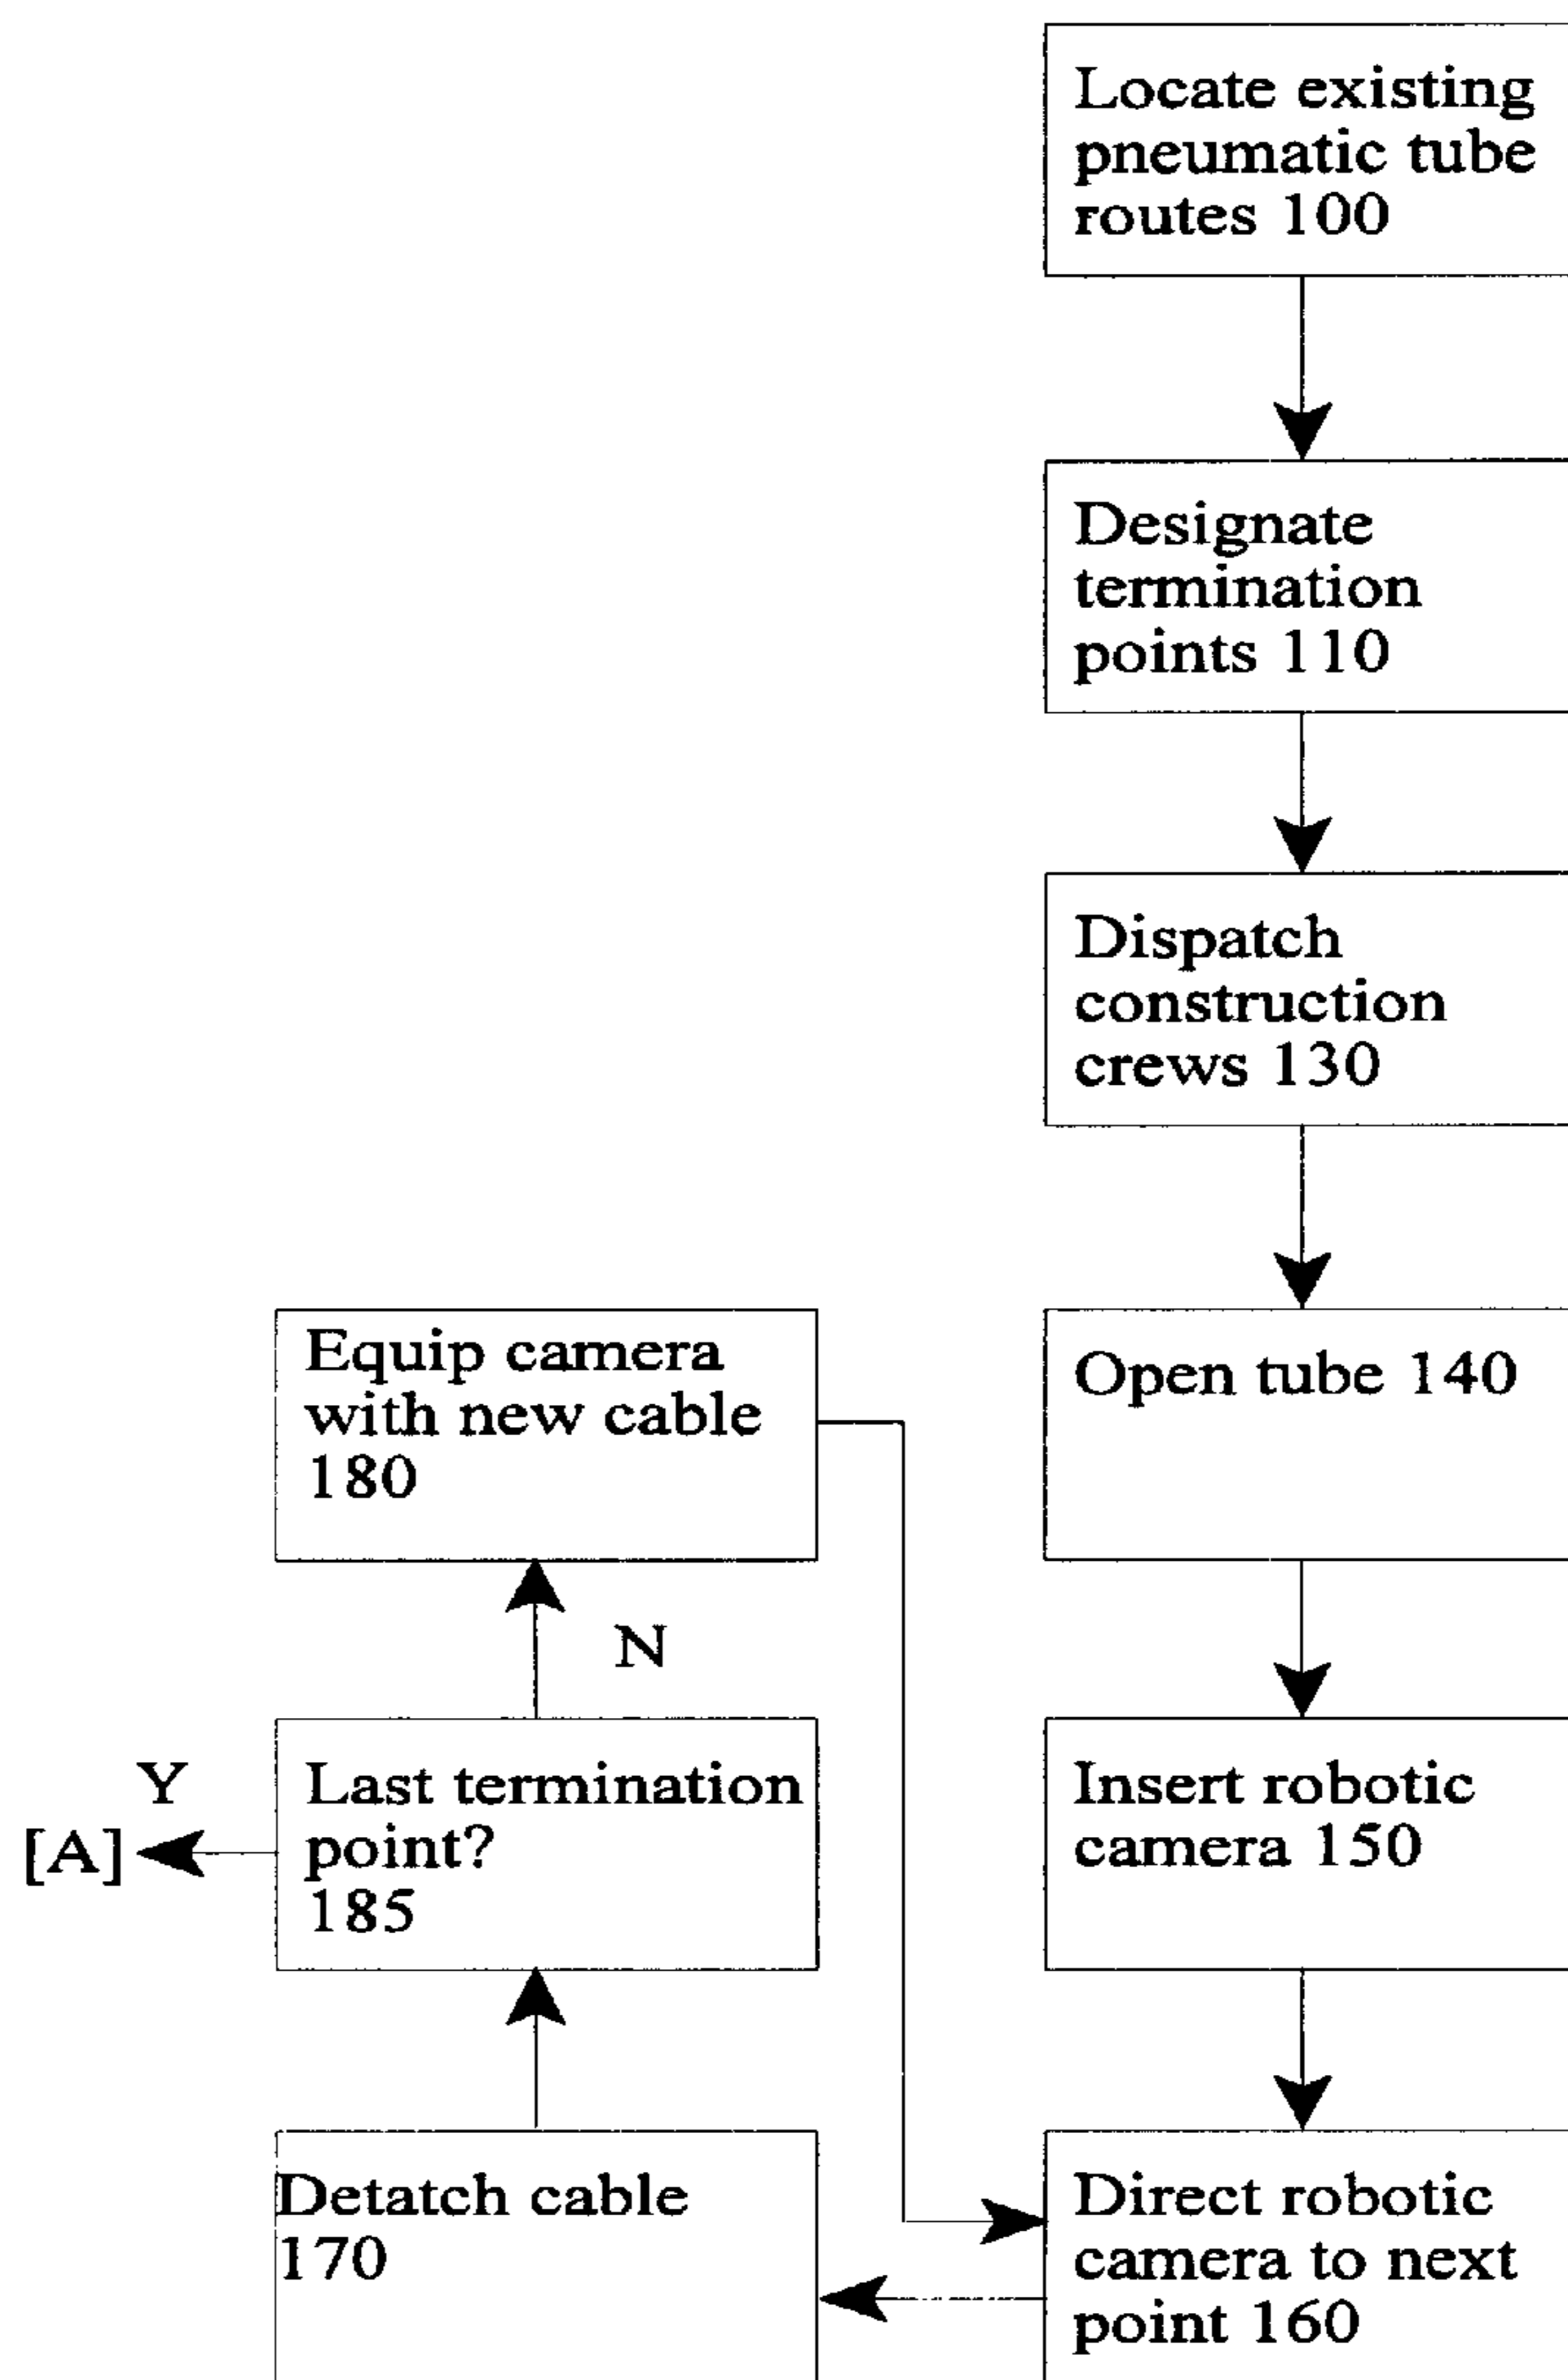 Locate existing
pneumatic tube
routes 100
Designate
termination
points 110
Dispatch
construction
crews 130
Open tube 140
Insert robotic
camera 150
Direct robotic
camera to next
point 160
Detatch cable
170
Last termination
point?
185
Y
[A]
N
Equip camera
with new cable
180